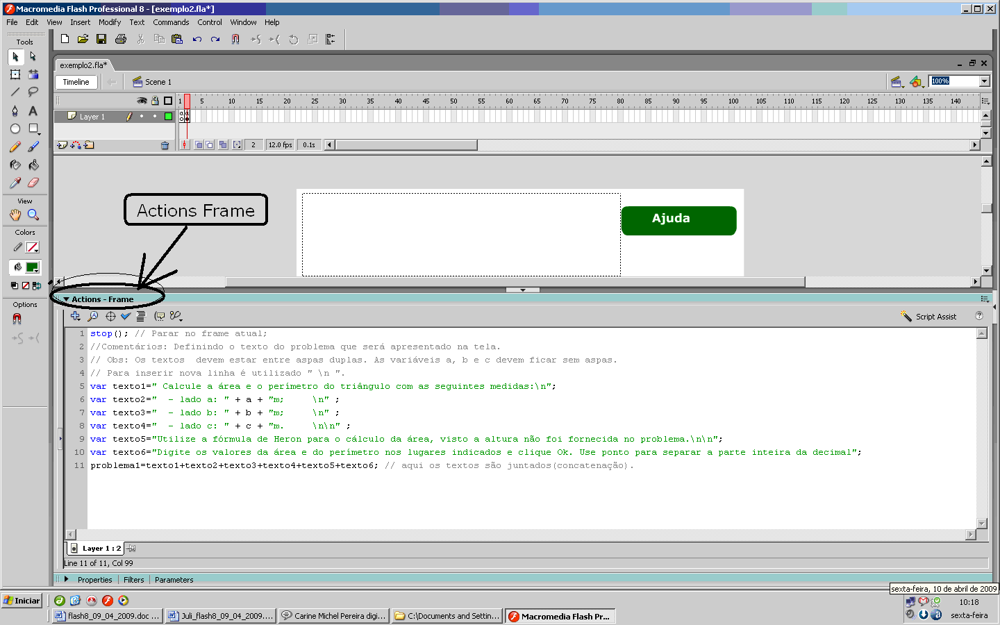 Macromedia Flash Professional 8 - [exemplo2.fla*]
File Edit View Insert Modify Text Commands Control Window Help
Tools
exemplo2.fla*
Timeline Scene 1 100%
1 5 10 15 20 25 30 35 40 45 50 55 60 65 70 75 80 85 90 95 100 105 110 115 120 125 130 135 140
Layer 1
2 12.0 fps 0.1s
View
Colors
Options
Actions Frame
Ajuda
Actions - Frame
Script Assist
1 stop(); // Parar no frame atual;
2 //Comentários: Definindo o texto do problema que será apresentado na tela.
3 // Obs: Os textos  devem estar entre aspas duplas. As variáveis a, b e c devem ficar sem aspas.
4 // Para inserir nova linha é utilizado " \n ".
5 var texto1=" Calcule a área e o perímetro do triângulo com as seguintes medidas:\n";
6 var texto2="  - lado a: " + a + "m;     \n" ;
7 var texto3="  - lado b: " + b + "m;     \n" ;
8 var texto4="  - lado c: " + c + "m.     \n\n" ;
9 var texto5="Utilize a fórmula de Heron para o cálculo da área, visto a altura não foi fornecida no problema.\n\n";
10 var texto6="Digite os valores da área e do perímetro nos lugares indicados e clique Ok. Use ponto para separar a parte inteira da decimal";
11 problema1=texto1+texto2+texto3+texto4+texto5+texto6; // aqui os textos são juntados(concatenação).
Layer 1 : 2
Line 11 of 11, Col 99
Properties Filters Parameters
sexta-feira, 10 de abril de 2009
Iniciar
10:18
flash8_09_04_2009.doc ... Juli_flash8_09_04_2009.... Carine Michel Pereira digi... C:\Documents and Settin... Macromedia Flash Pr...
sexta-feira